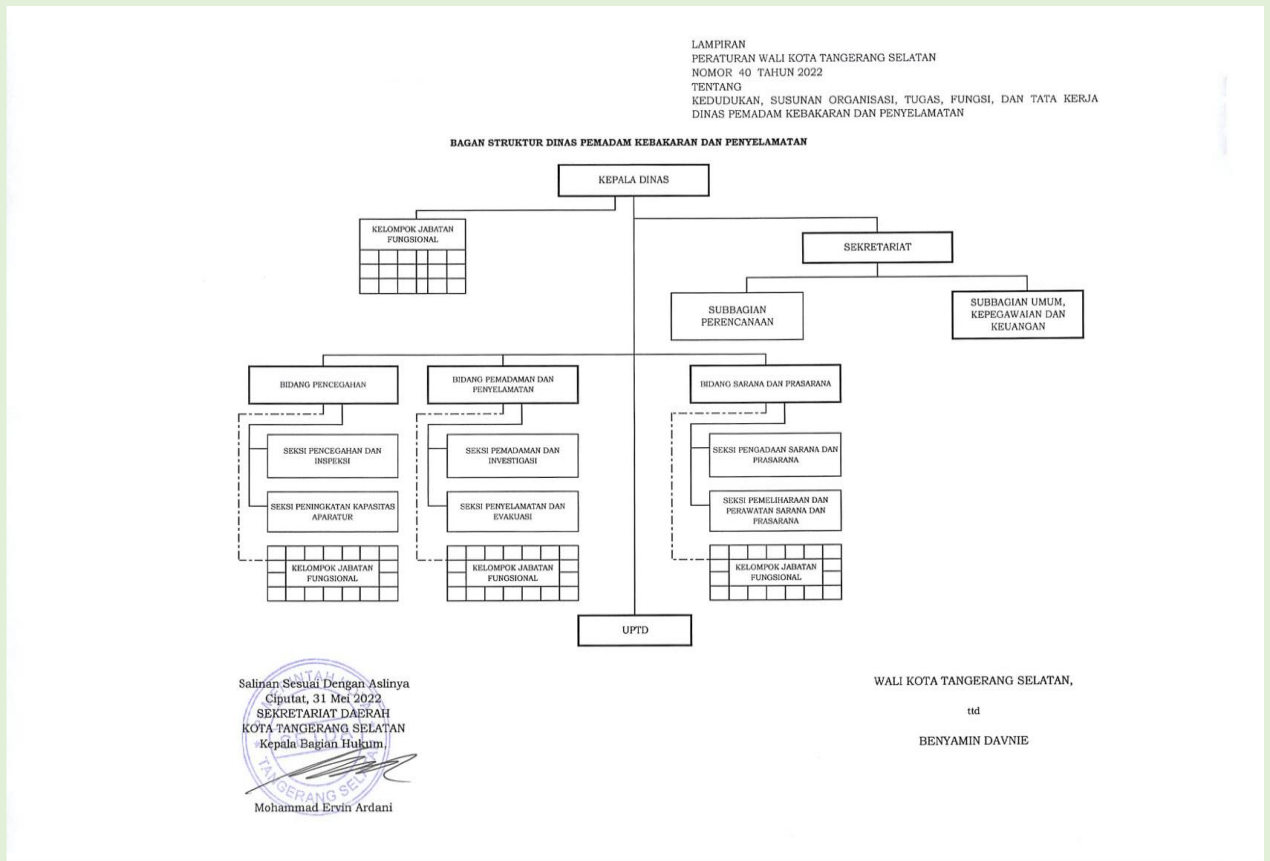 LAMPIRAN
PERATURAN WALI KOTA TANGERANG SELATAN
NOMOR 40 TAHUN 2022
TENTANG
KEDUDUKAN, SUSUNAN ORGANISASI, TUGAS, FUNGSI, DAN TATA KERJA
DINAS PEMADAM KEBAKARAN DAN PENYELAMATAN
BAGAN STRUKTUR DINAS PEMADAM KEBAKARAN DAN PENYELAMATAN
KEPALA DINAS
KELOMPOK JABATAN
FUNGSIONAL
SEKRETARIAT
SUBBAGIAN
PERENCANAAN
SUBBAGIAN UMUM,
KEPEGAWAIAN DAN
KEUANGAN
BIDANG PENCEGAHAN
SEKSI PENCEGAHAN DAN
INSPEKSI
SEKSI PENINGKATAN KAPASITAS
APARATUR
KELOMPOK JABATAN
FUNGSIONAL
BIDANG PEMADAMAN DAN
PENYELAMATAN
SEKSI PEMADAMAN DAN
INVESTIGASI
SEKSI PENYELAMATAN DAN
EVAKUASI
KELOMPOK JABATAN
FUNGSIONAL
BIDANG SARANA DAN PRASARANA
SEKSI PENGADAAN SARANA DAN
PRASARANA
SEKSI PEMELIHARAAN DAN
PERAWATAN SARANA DAN
PRASARANA
KELOMPOK JABATAN
FUNGSIONAL
UPTD
Salinan Sesuai Dengan Aslinya
Ciputat, 31 Mei 2022
SEKRETARIAT DAERAH
KOTA TANGERANG SELATAN
Kepala Bagian Hukum,
Mohammad Ervin Ardani
WALI KOTA TANGERANG SELATAN,
ttd
BENYAMIN DAVNIE